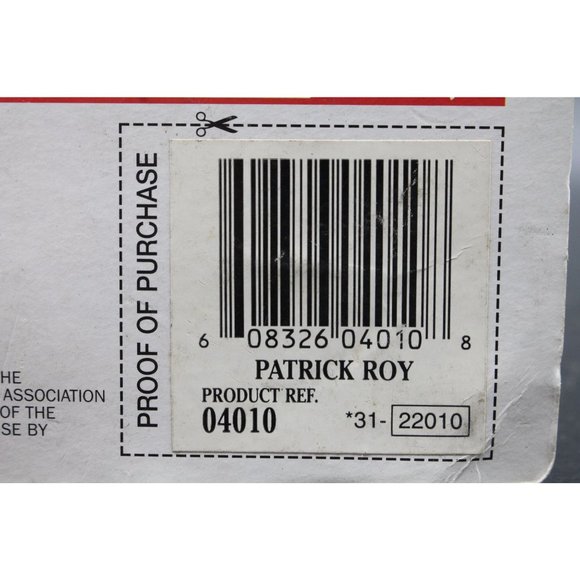 PROOF OF PURCHASE
6 08326 04010 8
PATRICK ROY
PRODUCT REF.
04010 *31- 22010
HE
ASSOCIATION
OF THE
SE BY